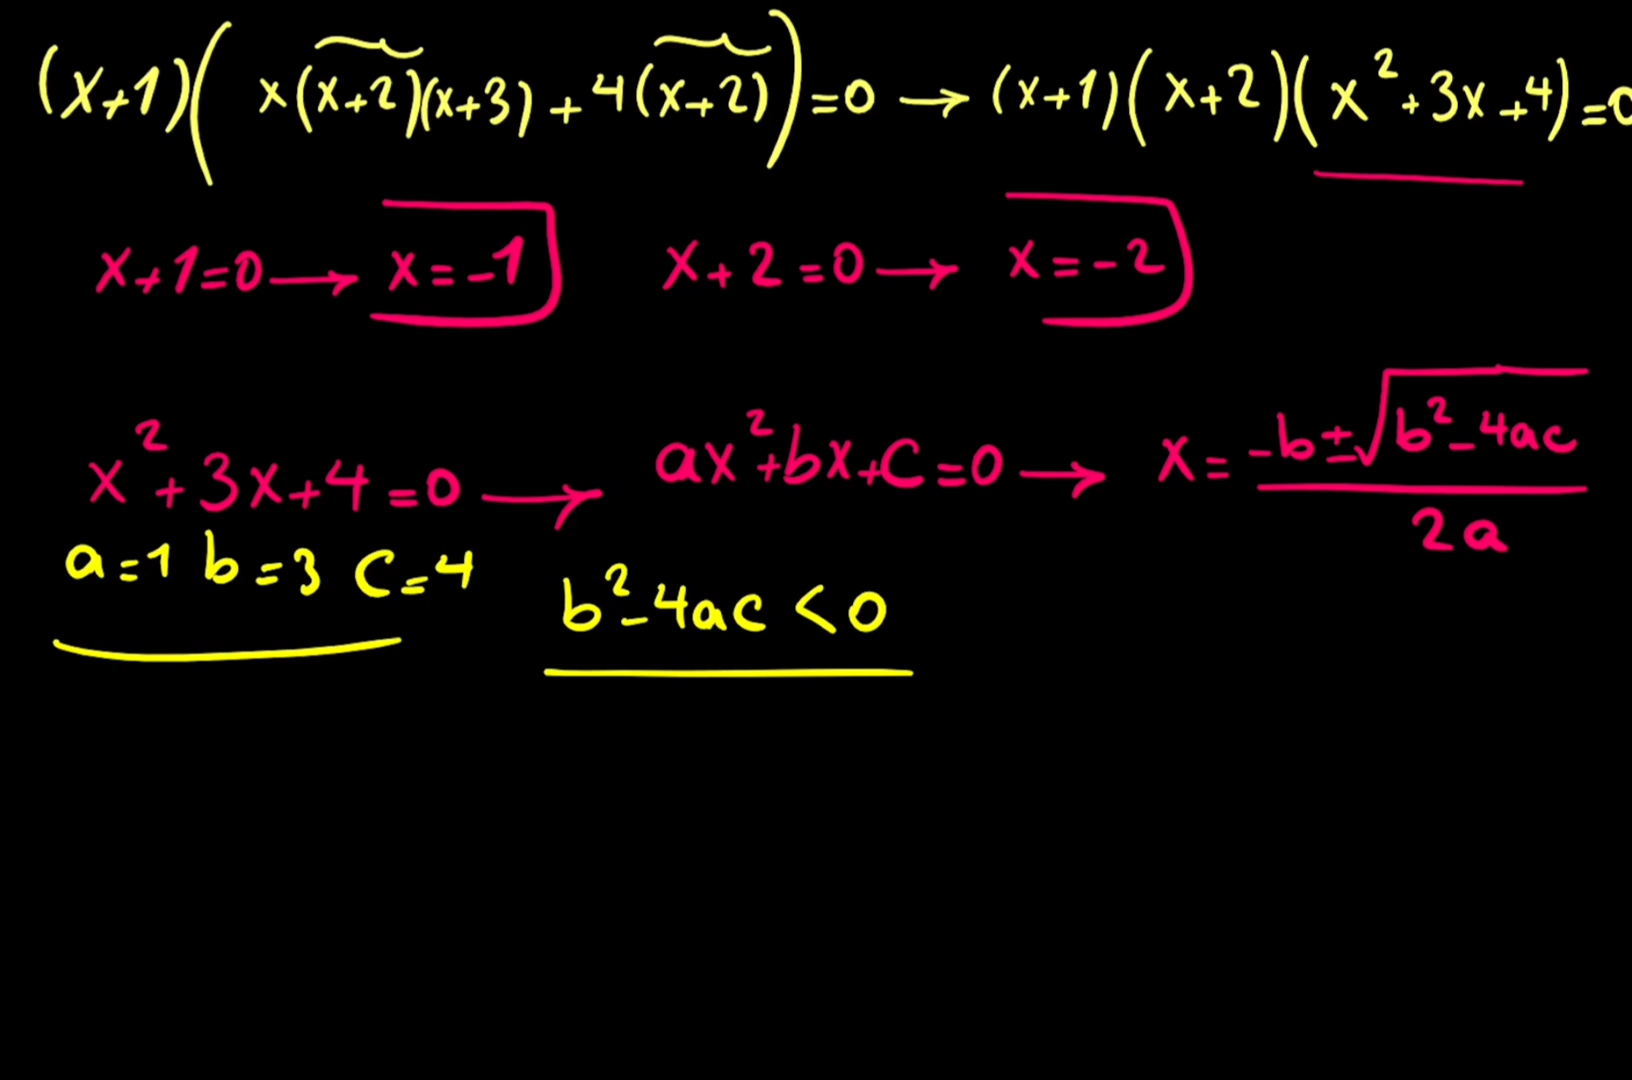 (x+1)(x(x+2)(x+3)+4(x+2))=0 → (x+1)(x+2)(x²+3x+4)=0
x+1=0 → x=-1 x+2=0 → x=-2
x²+3x+4=0 → ax²+bx+c=0 → x=(-b±√(b²-4ac))/2a
a=1 b=3 c=4 b²-4ac<0